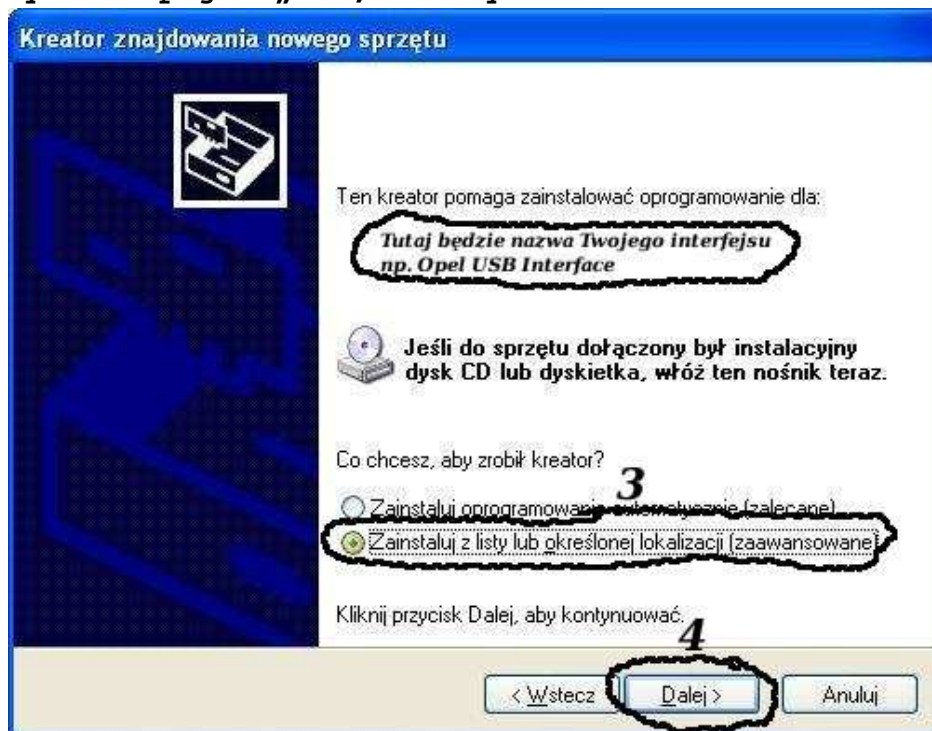 Kreator znajdowania nowego sprzętu
Ten kreator pomaga zainstalować oprogramowanie dla:
Tutaj będzie nazwa Twojego interfejsu
np. Opel USB Interface
Jeśli do sprzętu dołączony był instalacyjny
dysk CD lub dyskietka, włóż ten nośnik teraz.
Co chcesz, aby zrobił kreator?
3
Zainstaluj oprogramowanie automatycznie (zalecane)
Zainstaluj z listy lub określonej lokalizacji (zaawansowane
Kliknij przycisk Dalej, aby kontynuować.
4
< Wstecz
Dalej >
Anuluj